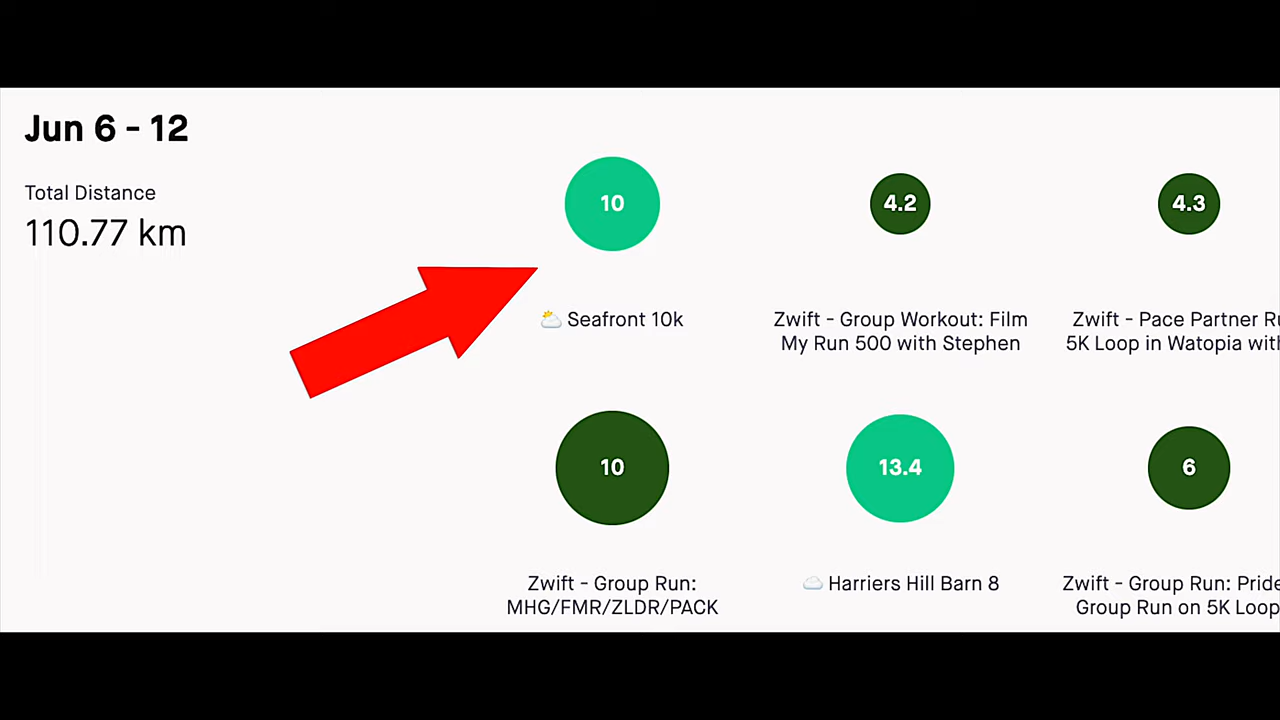 Jun 6 - 12
Total Distance
110.77 km
10
4.2
4.3
⛅ Seafront 10k
Zwift - Group Workout: Film
My Run 500 with Stephen
Zwift - Pace Partner Ru
5K Loop in Watopia with
10
13.4
6
Zwift - Group Run:
MHG/FMR/ZLDR/PACK
☁️ Harriers Hill Barn 8
Zwift - Group Run: Pride
Group Run on 5K Loop